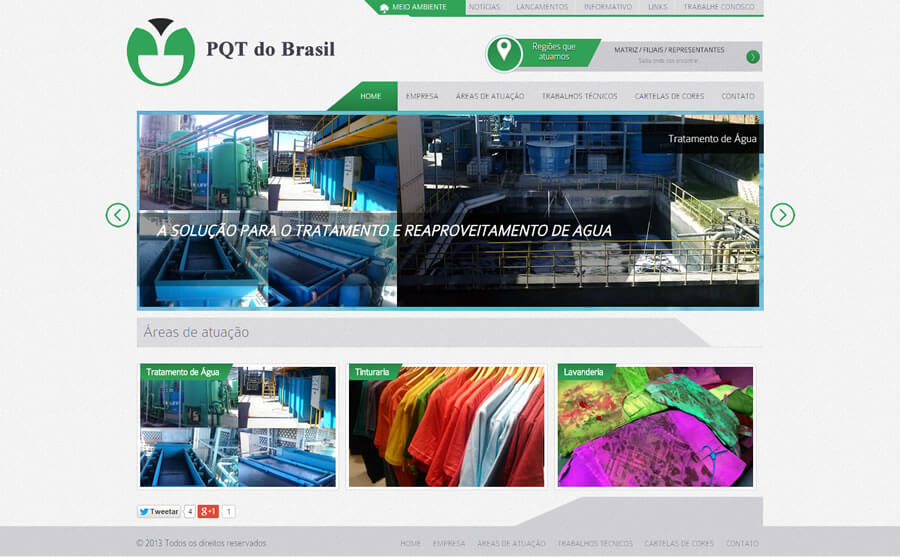 MEIO AMBIENTE NOTÍCIAS LANCAMENTOS INFORMATIVO LINKS TRABALHE CONOSCO
PQT do Brasil
Regiões que
atuamos
MATRIZ / FILIAIS / REPRESENTANTES
Saiba onde nos encontrar
HOME EMPRESA ÁREAS DE ATUAÇÃO TRABALHOS TÉCNICOS CARTELAS DE CORES CONTATO
Tratamento de Água
A SOLUÇÃO PARA O TRATAMENTO E REAPROVEITAMENTO DE AGUA
Áreas de atuação
Tratamento de Água
Tinturaria
Lavanderia
Tweetar 4 g+1 1
© 2013 Todos os direitos reservados
HOME EMPRESA ÁREAS DE ATUAÇÃO TRABALHOS TÉCNICOS CARTELAS DE CORES CONTATO